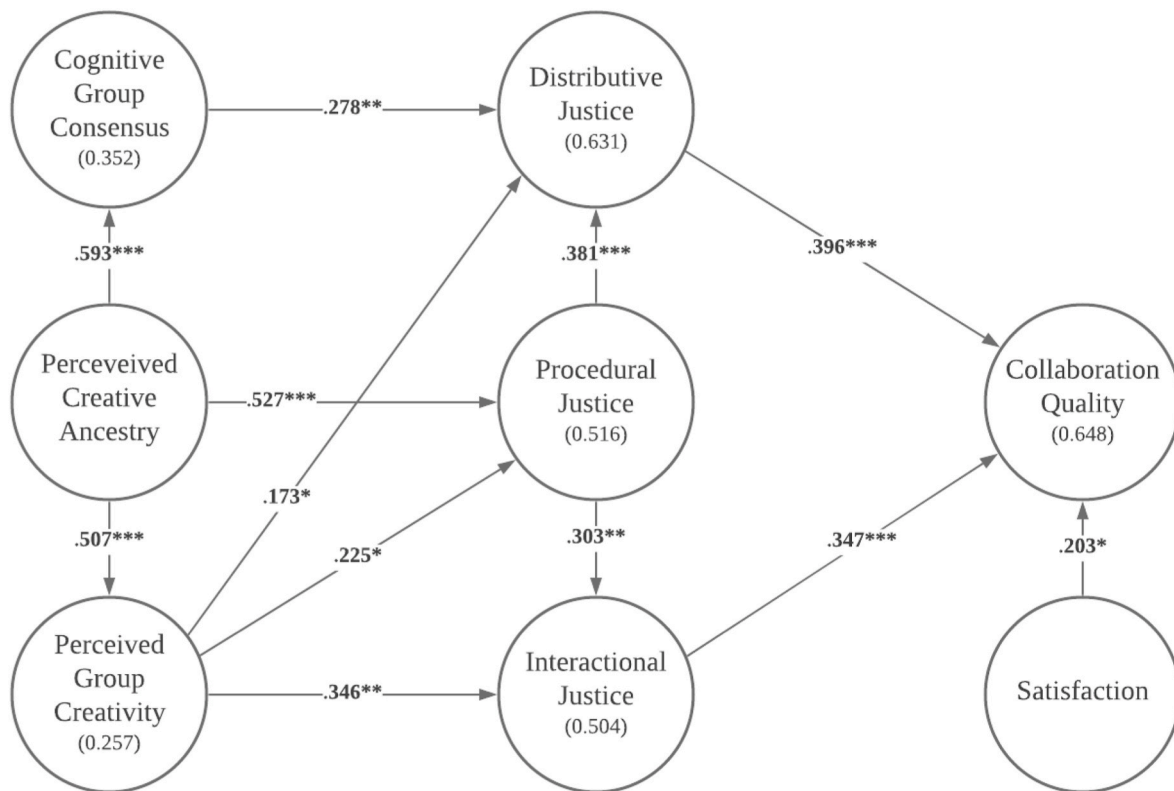 Cognitive
Group
Consensus
(0.352)
.278**
Distributive
Justice
(0.631)
.593***
.381***
.396***
Perceveived
Creative
Ancestry
.527***
Procedural
Justice
(0.516)
Collaboration
Quality
(0.648)
.173*
.507***
.225*
.303**
.347***
.203*
Perceived
Group
Creativity
(0.257)
.346**
Interactional
Justice
(0.504)
Satisfaction